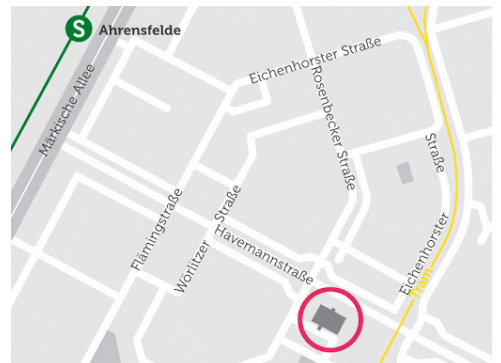 S Ahrensfelde
Eichenhorster Straße
Märkische Allee
Rosenbecker Straße
Flämingstraße
Wörlitzer Straße
Havemannstraße
Eichenhorster Straße
Tram